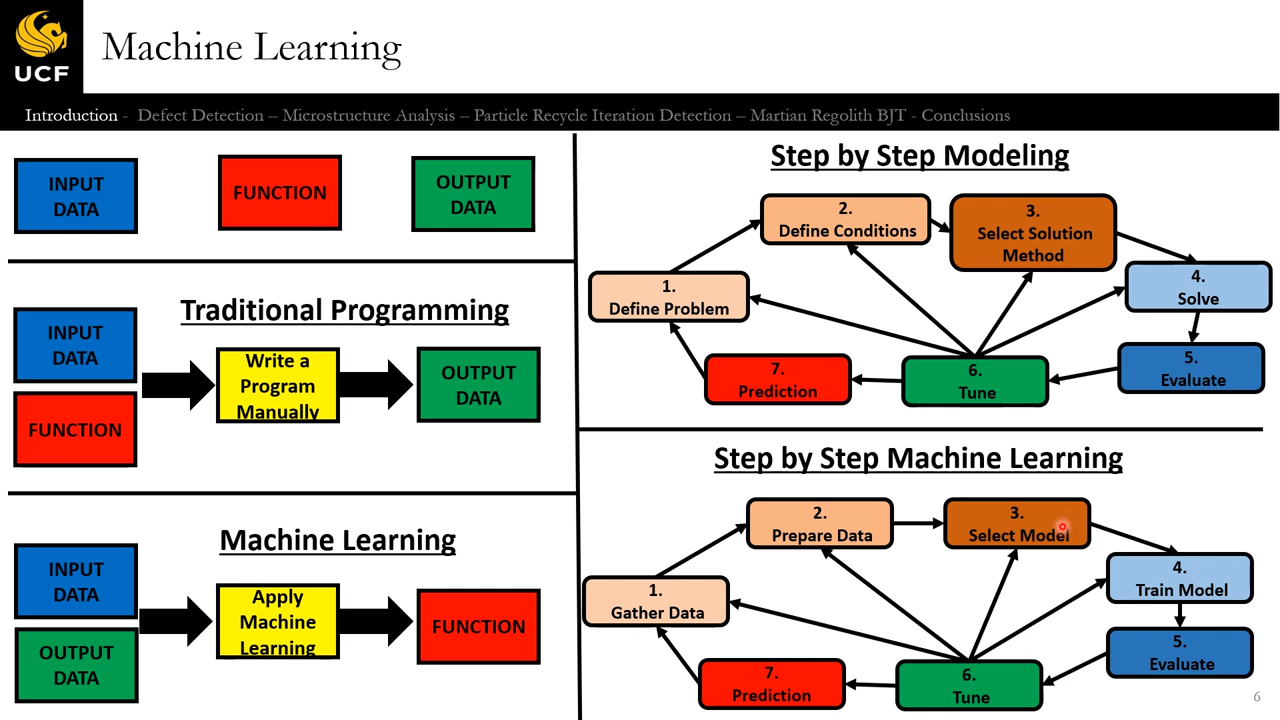 UCF
Machine Learning
Introduction - Defect Detection – Microstructure Analysis – Particle Recycle Iteration Detection – Martian Regolith BJT - Conclusions
INPUT
DATA
FUNCTION
OUTPUT
DATA
Traditional Programming
INPUT
DATA
FUNCTION
Write a
Program
Manually
OUTPUT
DATA
Machine Learning
INPUT
DATA
OUTPUT
DATA
Apply
Machine
Learning
FUNCTION
Step by Step Modeling
1.
Define Problem
2.
Define Conditions
3.
Select Solution
Method
4.
Solve
5.
Evaluate
6.
Tune
7.
Prediction
Step by Step Machine Learning
1.
Gather Data
2.
Prepare Data
3.
Select Model
4.
Train Model
5.
Evaluate
6.
Tune
7.
Prediction
6